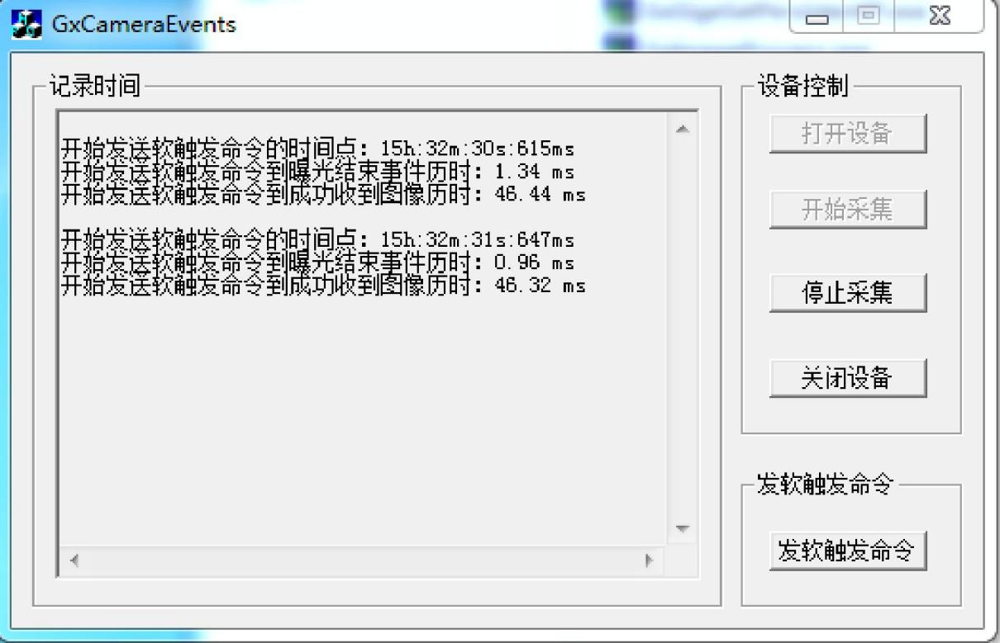 GxCameraEvents
记录时间
开始发送软触发命令的时间点：15h:32m:30s:615ms
开始发送软触发命令到曝光结束事件历时：1.34 ms
开始发送软触发命令到成功收到图像历时：46.44 ms
开始发送软触发命令的时间点：15h:32m:31s:647ms
开始发送软触发命令到曝光结束事件历时：0.96 ms
开始发送软触发命令到成功收到图像历时：46.32 ms
设备控制
打开设备
开始采集
停止采集
关闭设备
发软触发命令
发软触发命令